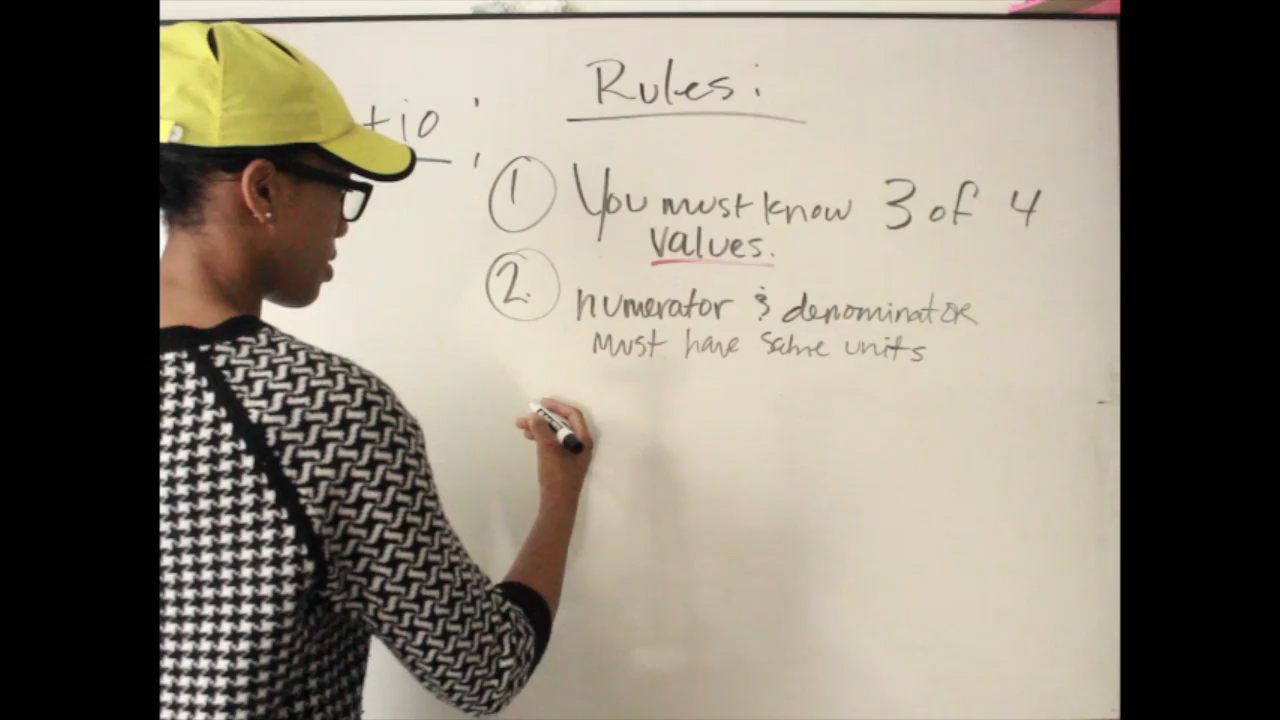 Rules:
tio :
1 You must know 3 of 4
values.
2. numerator & denominator
must have same units